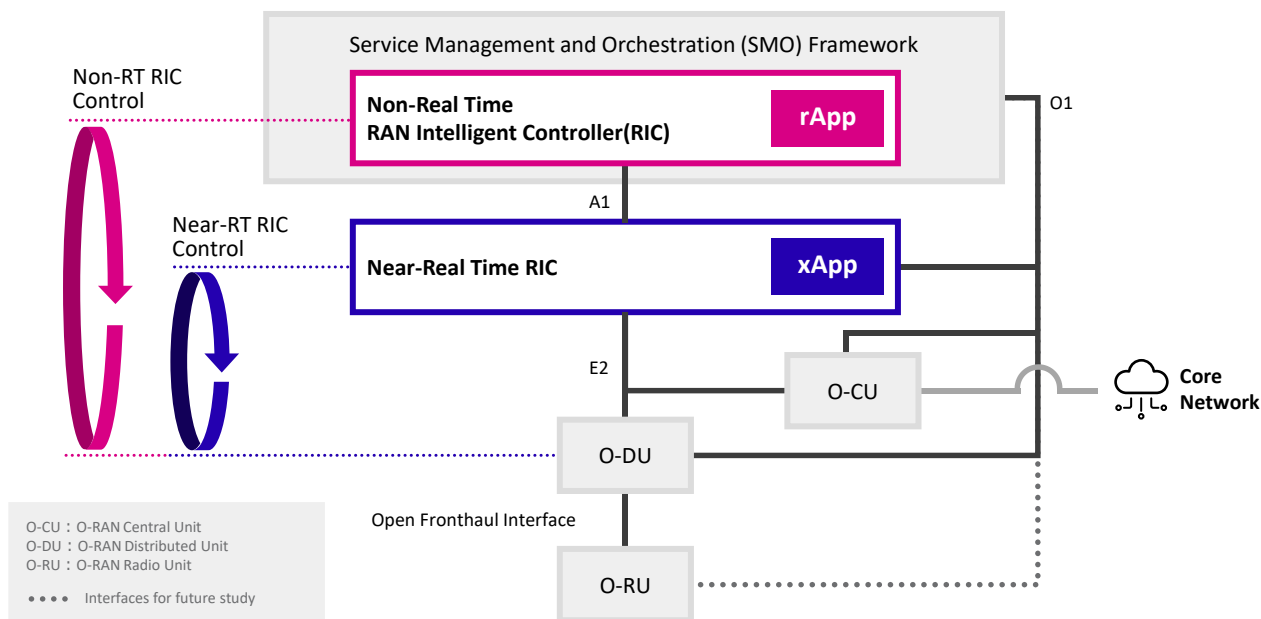 Service Management and Orchestration (SMO) Framework
Non-RT RIC
Control
Non-Real Time
RAN Intelligent Controller(RIC)
rApp
O1
A1
Near-RT RIC
Control
Near-Real Time RIC
xApp
E2
O-CU
Core
Network
O-DU
Open Fronthaul Interface
O-RU
O-CU：O-RAN Central Unit
O-DU：O-RAN Distributed Unit
O-RU：O-RAN Radio Unit
Interfaces for future study